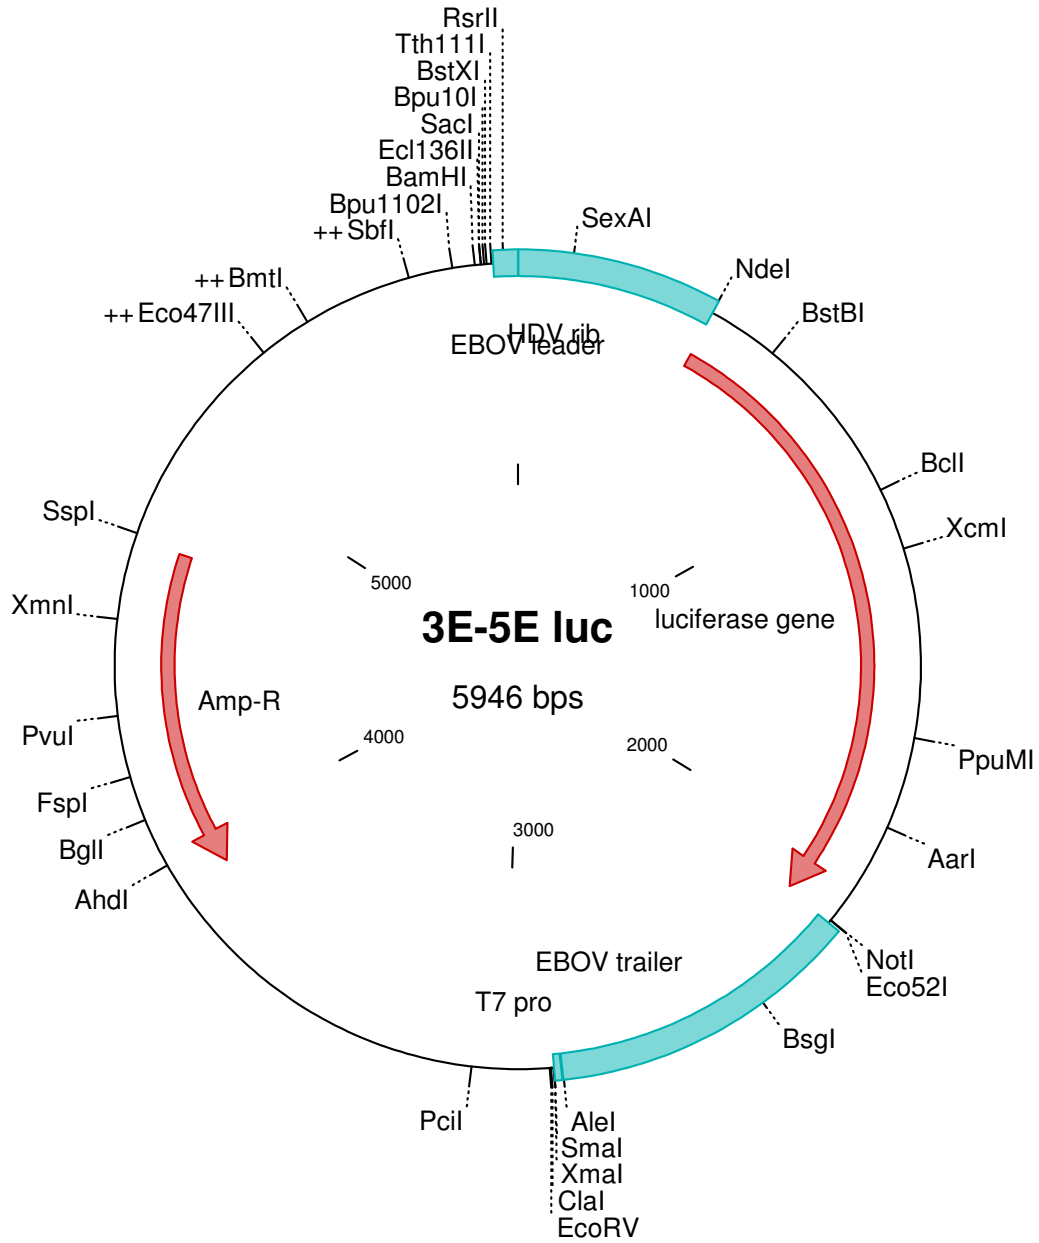 RsrII
Tth111I
BstXI
Bpu10I
SacI
Ecl136II
BamHI
Bpu1102I
++SbfI
SexAI
++BmtI
NdeI
++Eco47III
BstBI
HDV rib
EBOV leader
BclI
SspI
XcmI
5000
1000
XmnI
luciferase gene
3E-5E luc
5946 bps
Amp-R
PvuI
4000
2000
PpuMI
FspI
3000
BglI
AarI
AhdI
EBOV trailer
NotI
Eco52I
T7 pro
BsgI
PciI
AleI
SmaI
XmaI
ClaI
EcoRV